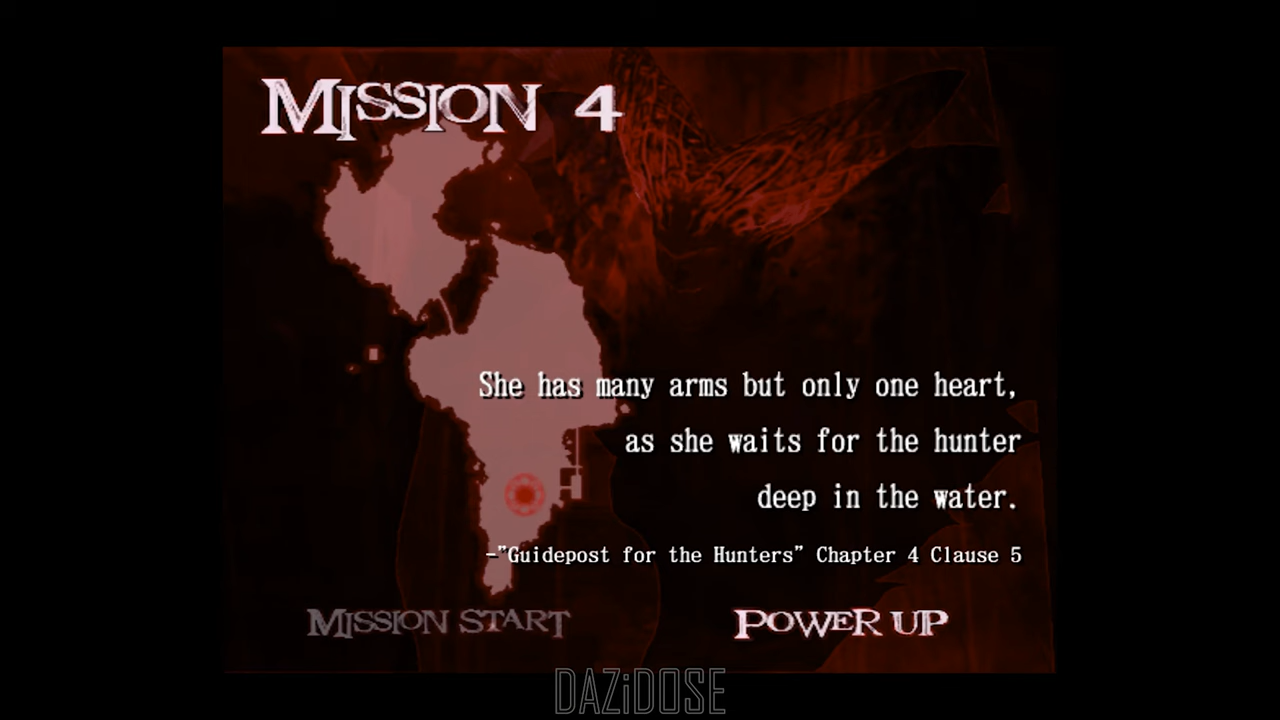 MISSION 4
She has many arms but only one heart,
as she waits for the hunter
deep in the water.
-"Guidepost for the Hunters" Chapter 4 Clause 5
MISSION START
POWER UP
DAZiDOSE